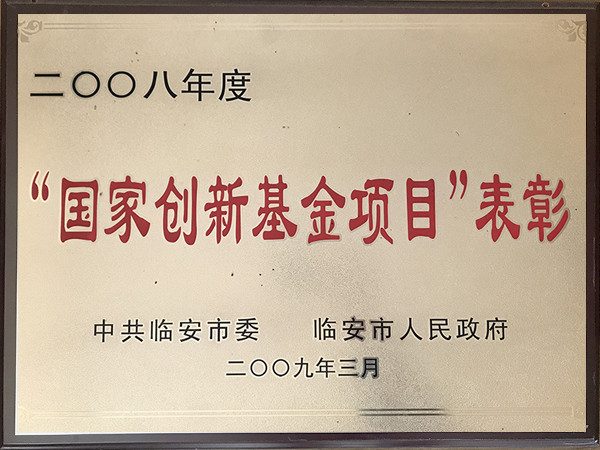 二〇〇八年度
“国家创新基金项目”表彰
中共临安市委 临安市人民政府
二〇〇九年三月